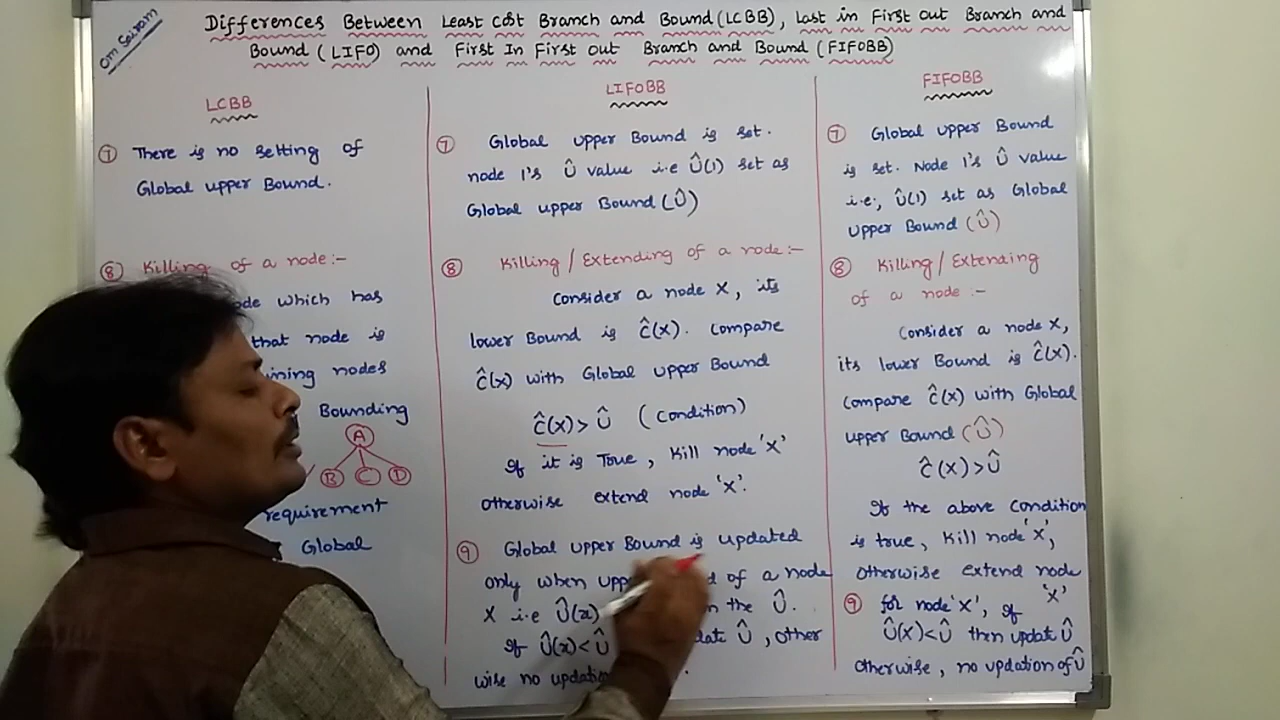 om Sairam
Differences Between Least Cost Branch and Bound (LCBB), Last in First out Branch and
Bound (LIFO) and First In First out Branch and Bound (FIFOBB)
LCBB
⑦ There is no setting of
Global upper Bound.
⑧ Killing of a node:-
which has
that node is
nodes
Bounding
A
B C D
requirement
Global
LIFOBB
⑦ Global upper Bound is set.
node 1's Û value i.e Û(1) set as
Global upper Bound (Û)
⑧ Killing / Extending of a node:-
Consider a node X, its
lower Bound is Ĉ(X). Compare
Ĉ(X) with Global upper Bound
Ĉ(X) > Û (Condition)
If it is True, Kill node 'X'
otherwise extend node 'X'.
⑨ Global upper Bound is updated
only when of a node
X i.e Û(x) the Û.
If Û(x) < Û Û, other
wise no
FIFOBB
⑦ Global upper Bound
is set. Node 1's Û value
i.e., Û(1) set as Global
upper Bound (Û)
⑧ Killing / Extending
of a node :-
Consider a node X,
its lower Bound is Ĉ(X).
Compare Ĉ(X) with Global
upper Bound (Û)
Ĉ(X) > Û
If the above condition
is true, Kill node 'X',
otherwise extend node
'X'
⑨ for node 'X', if
Û(X) < Û then update Û
otherwise, no updation of Û